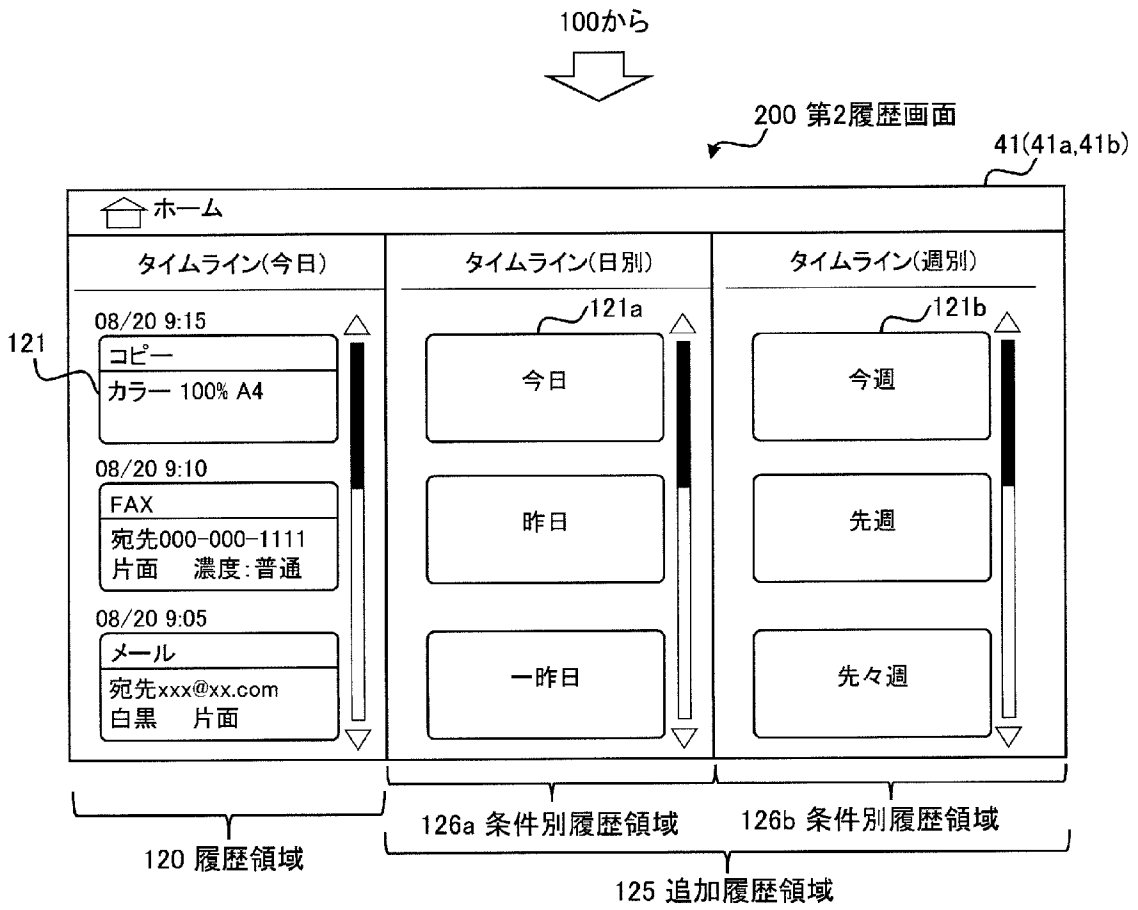 100から
200 第2履歴画面
41(41a,41b)
ホーム
タイムライン(今日)
08/20 9:15
121
コピー
カラー 100% A4
08/20 9:10
FAX
宛先000-000-1111
片面 濃度:普通
08/20 9:05
メール
宛先xxx@xx.com
白黒 片面
タイムライン(日別)
121a
今日
昨日
一昨日
タイムライン(週別)
121b
今週
先週
先々週
120 履歴領域
126a 条件別履歴領域
126b 条件別履歴領域
125 追加履歴領域